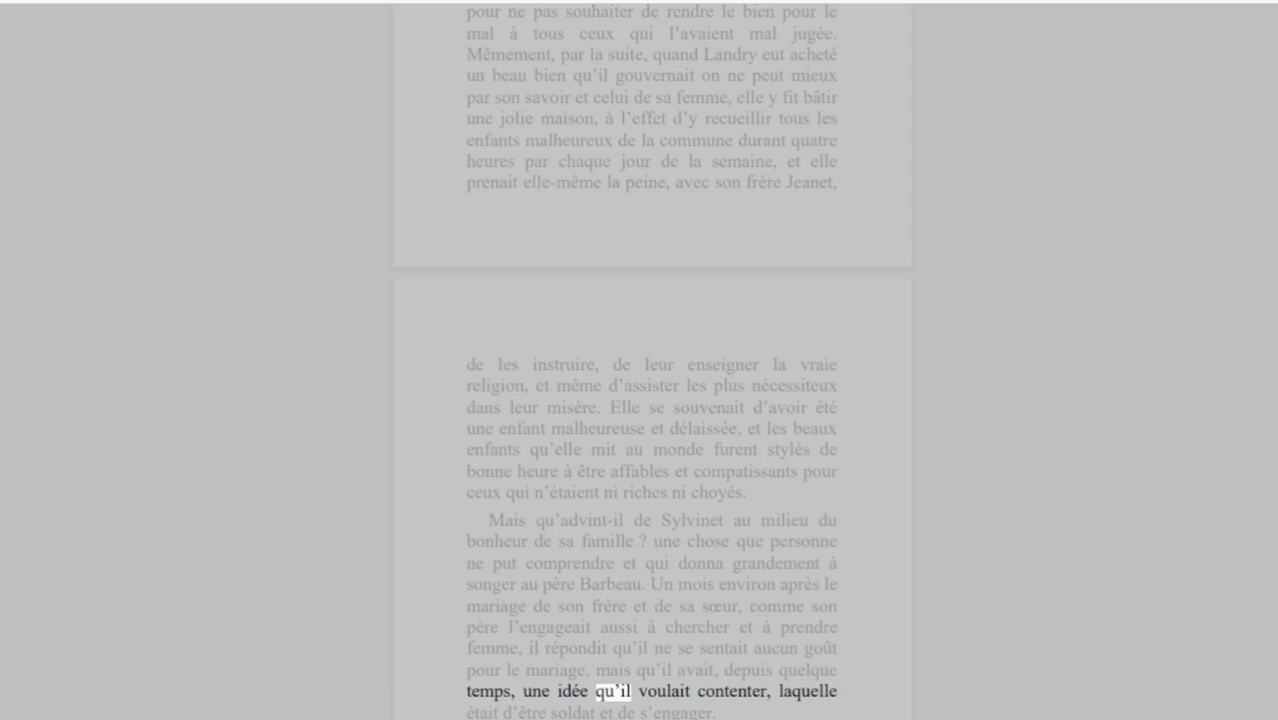 pour ne pas souhaiter de rendre le bien pour le
mal à tous ceux qui l’avaient mal jugée.
Mêmement, par la suite, quand Landry eut acheté
un beau bien qu’il gouvernait on ne peut mieux
par son savoir et celui de sa femme, elle y fit bâtir
une jolie maison, à l’effet d’y recueillir tous les
enfants malheureux de la commune durant quatre
heures par chaque jour de la semaine, et elle
prenait elle-même la peine, avec son frère Jeanet,
de les instruire, de leur enseigner la vraie
religion, et même d’assister les plus nécessiteux
dans leur misère. Elle se souvenait d’avoir été
une enfant malheureuse et délaissée, et les beaux
enfants qu’elle mit au monde furent stylés de
bonne heure à être affables et compatissants pour
ceux qui n’étaient ni riches ni choyés.
Mais qu’advint-il de Sylvinet au milieu du
bonheur de sa famille ? une chose que personne
ne put comprendre et qui donna grandement à
songer au père Barbeau. Un mois environ après le
mariage de son frère et de sa sœur, comme son
père l’engageait aussi à chercher et à prendre
femme, il répondit qu’il ne se sentait aucun goût
pour le mariage, mais qu’il avait, depuis quelque
temps, une idée qu’il voulait contenter, laquelle
était d’être soldat et de s’engager.